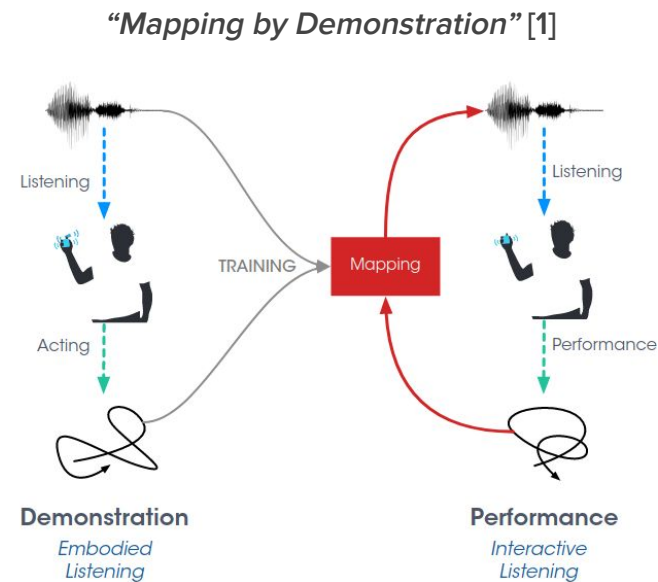 “Mapping by Demonstration” [1]
Listening
Listening
TRAINING
Mapping
Acting
Performance
Demonstration
Embodied
Listening
Performance
Interactive
Listening